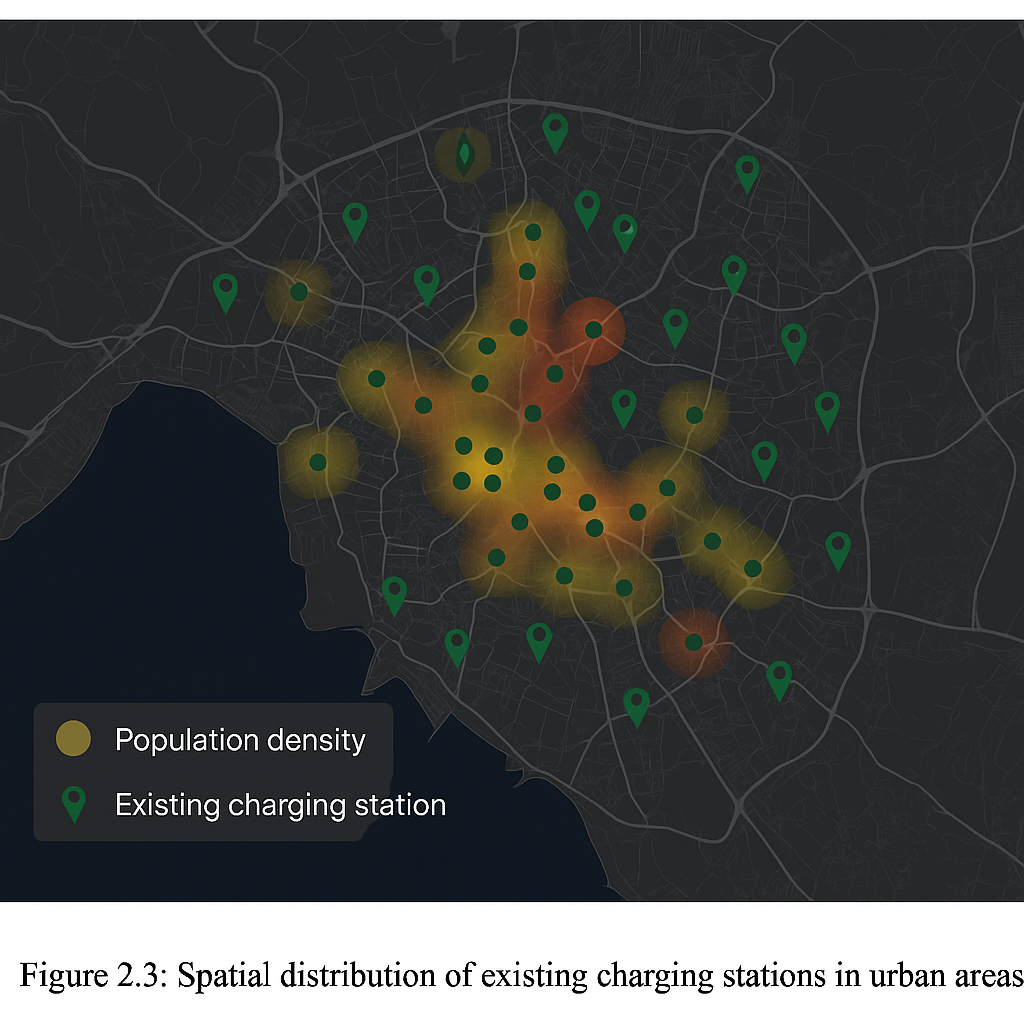 Population density
Existing charging station
Figure 2.3: Spatial distribution of existing charging stations in urban areas